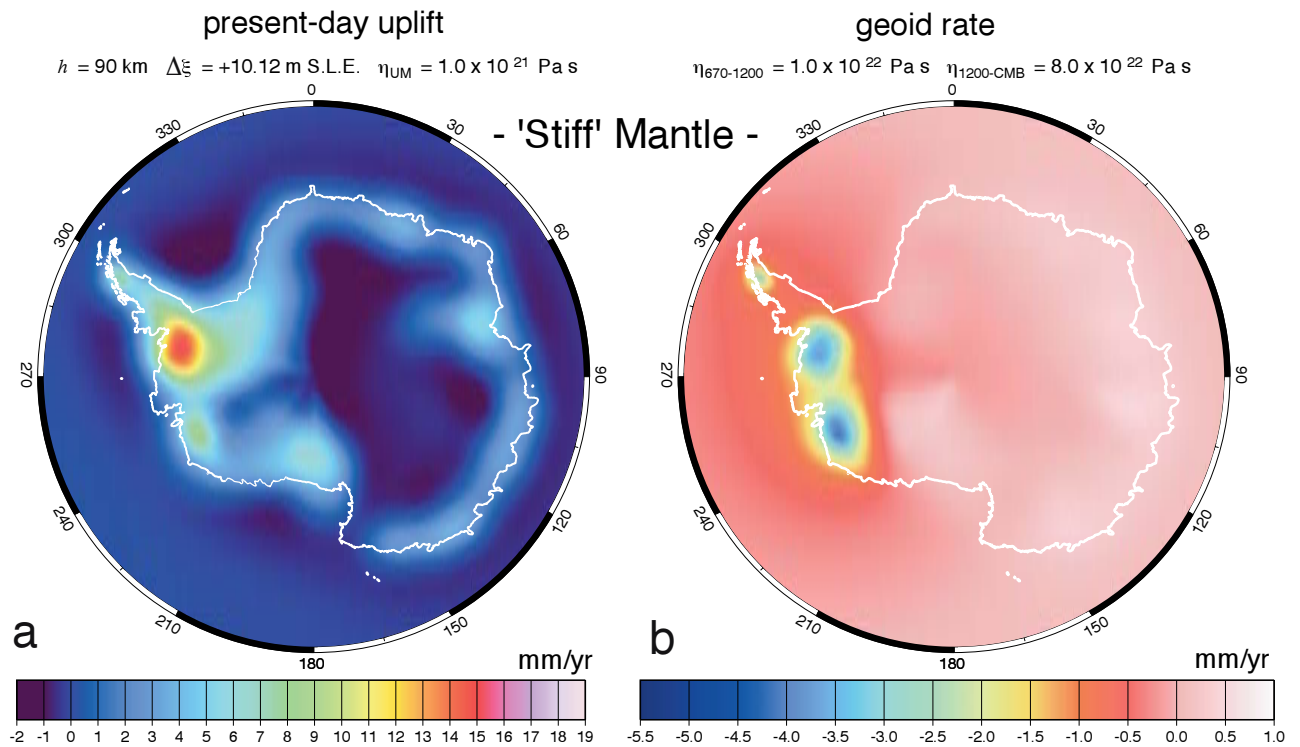 present-day uplift
geoid rate
h = 90 km Δξ = +10.12 m S.L.E. ηUM = 1.0 x 10 21 Pa s
η670-1200 = 1.0 x 10 22 Pa s η1200-CMB = 8.0 x 10 22 Pa s
- 'Stiff' Mantle -
0
30
60
90
120
150
180
210
240
270
300
330
0
30
60
90
120
150
180
210
240
270
300
330
a
mm/yr
-2 -1 0 1 2 3 4 5 6 7 8 9 10 11 12 13 14 15 16 17 18 19
b
mm/yr
-5.5 -5.0 -4.5 -4.0 -3.5 -3.0 -2.5 -2.0 -1.5 -1.0 -0.5 0.0 0.5 1.0